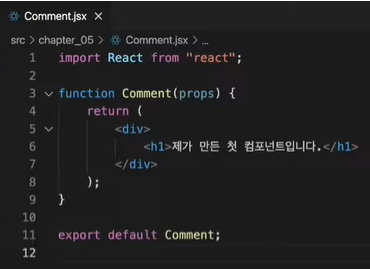 Comment.jsx ×
src > chapter_05 > Comment.jsx > ...
1 import React from "react";
2
3 function Comment(props) {
4 return (
5 <div>
6 <h1>제가 만든 첫 컴포넌트입니다.</h1>
7 </div>
8 );
9 }
10
11 export default Comment;
12